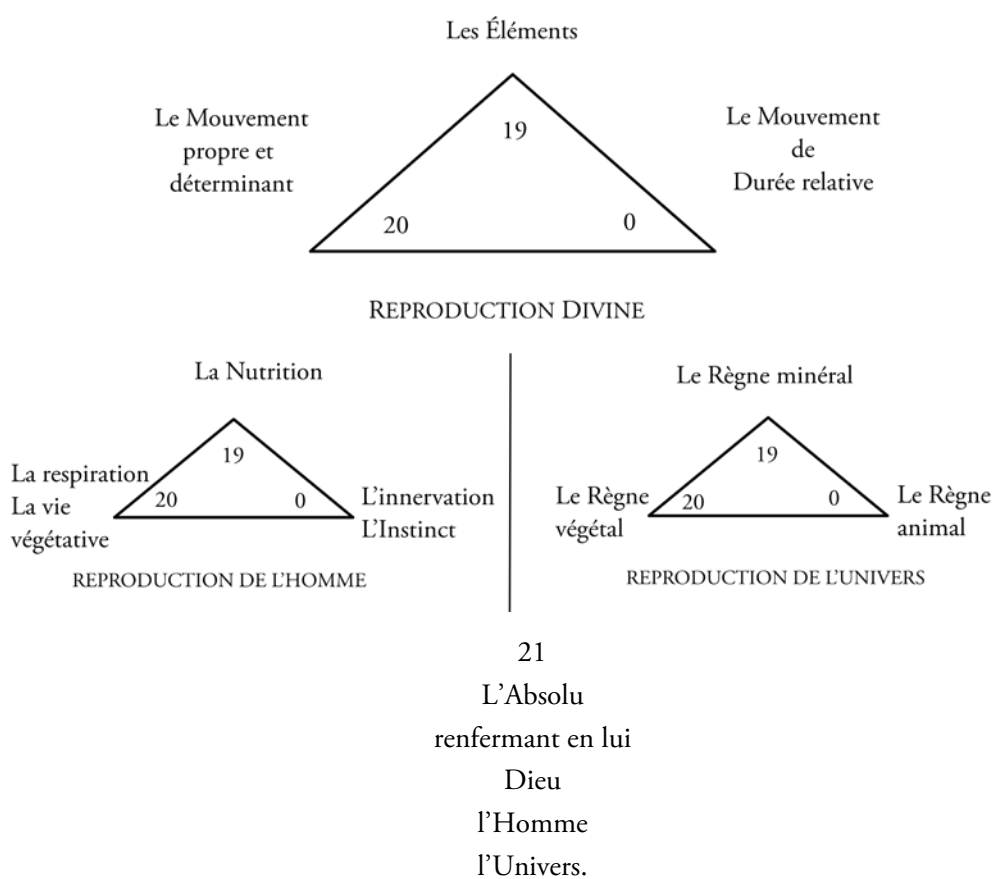 Les Éléments
Le Mouvement
propre et
déterminant
19
Le Mouvement
de
Durée relative
20
0
REPRODUCTION DIVINE
La Nutrition
19
La respiration
La vie
végétative
20
0
L’innervation
L’Instinct
REPRODUCTION DE L’HOMME
Le Règne minéral
19
Le Règne
végétal
20
0
Le Règne
animal
REPRODUCTION DE L’UNIVERS
21
L’Absolu
renfermant en lui
Dieu
l’Homme
l’Univers.